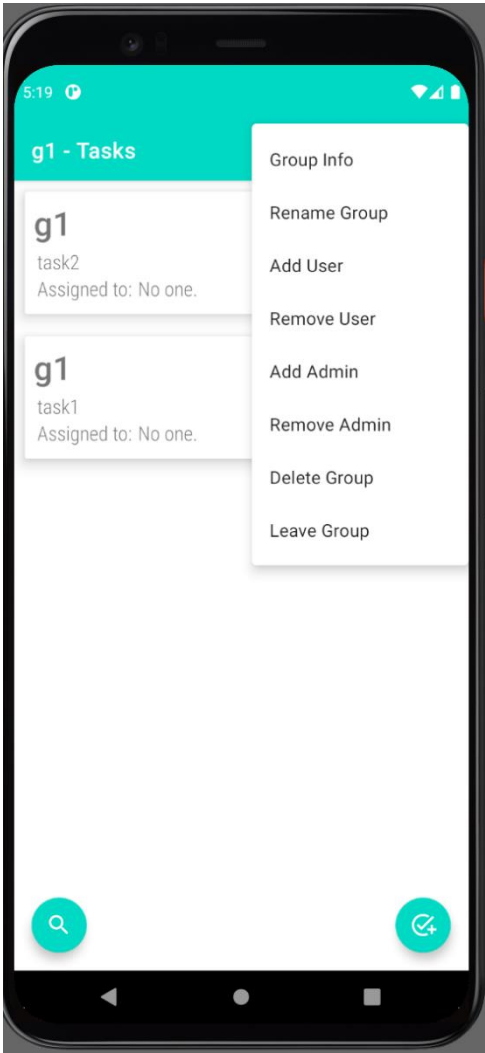 5:19
g1 - Tasks
g1
task2
Assigned to: No one.
g1
task1
Assigned to: No one.
Group Info
Rename Group
Add User
Remove User
Add Admin
Remove Admin
Delete Group
Leave Group